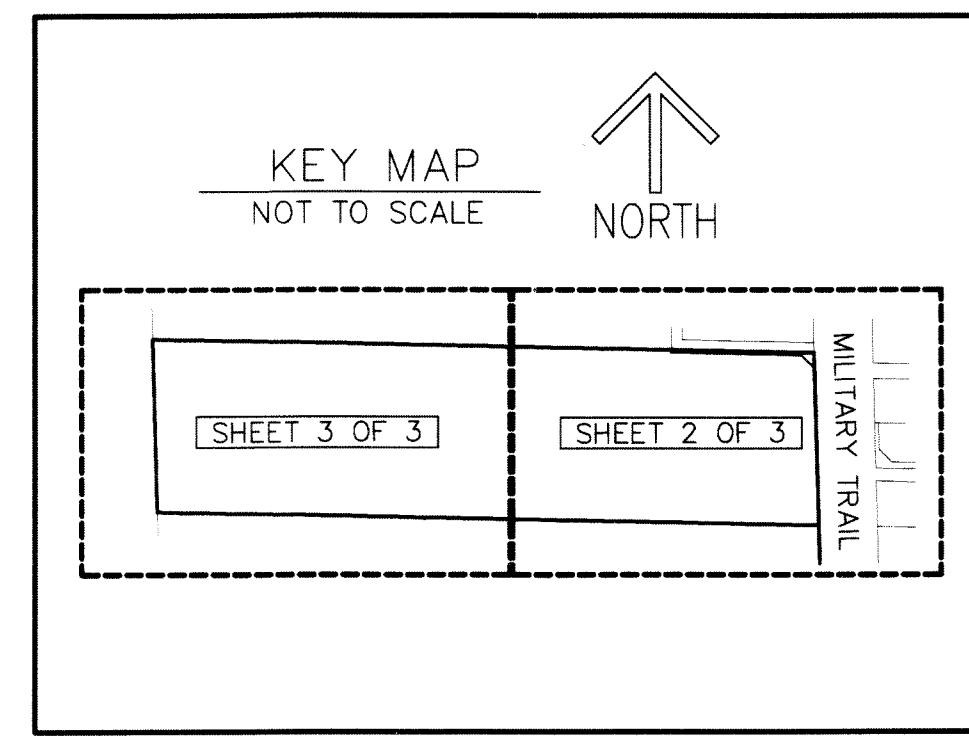 KEY MAP
NOT TO SCALE
NORTH
SHEET 3 OF 3
SHEET 2 OF 3
MILITARY TRAIL